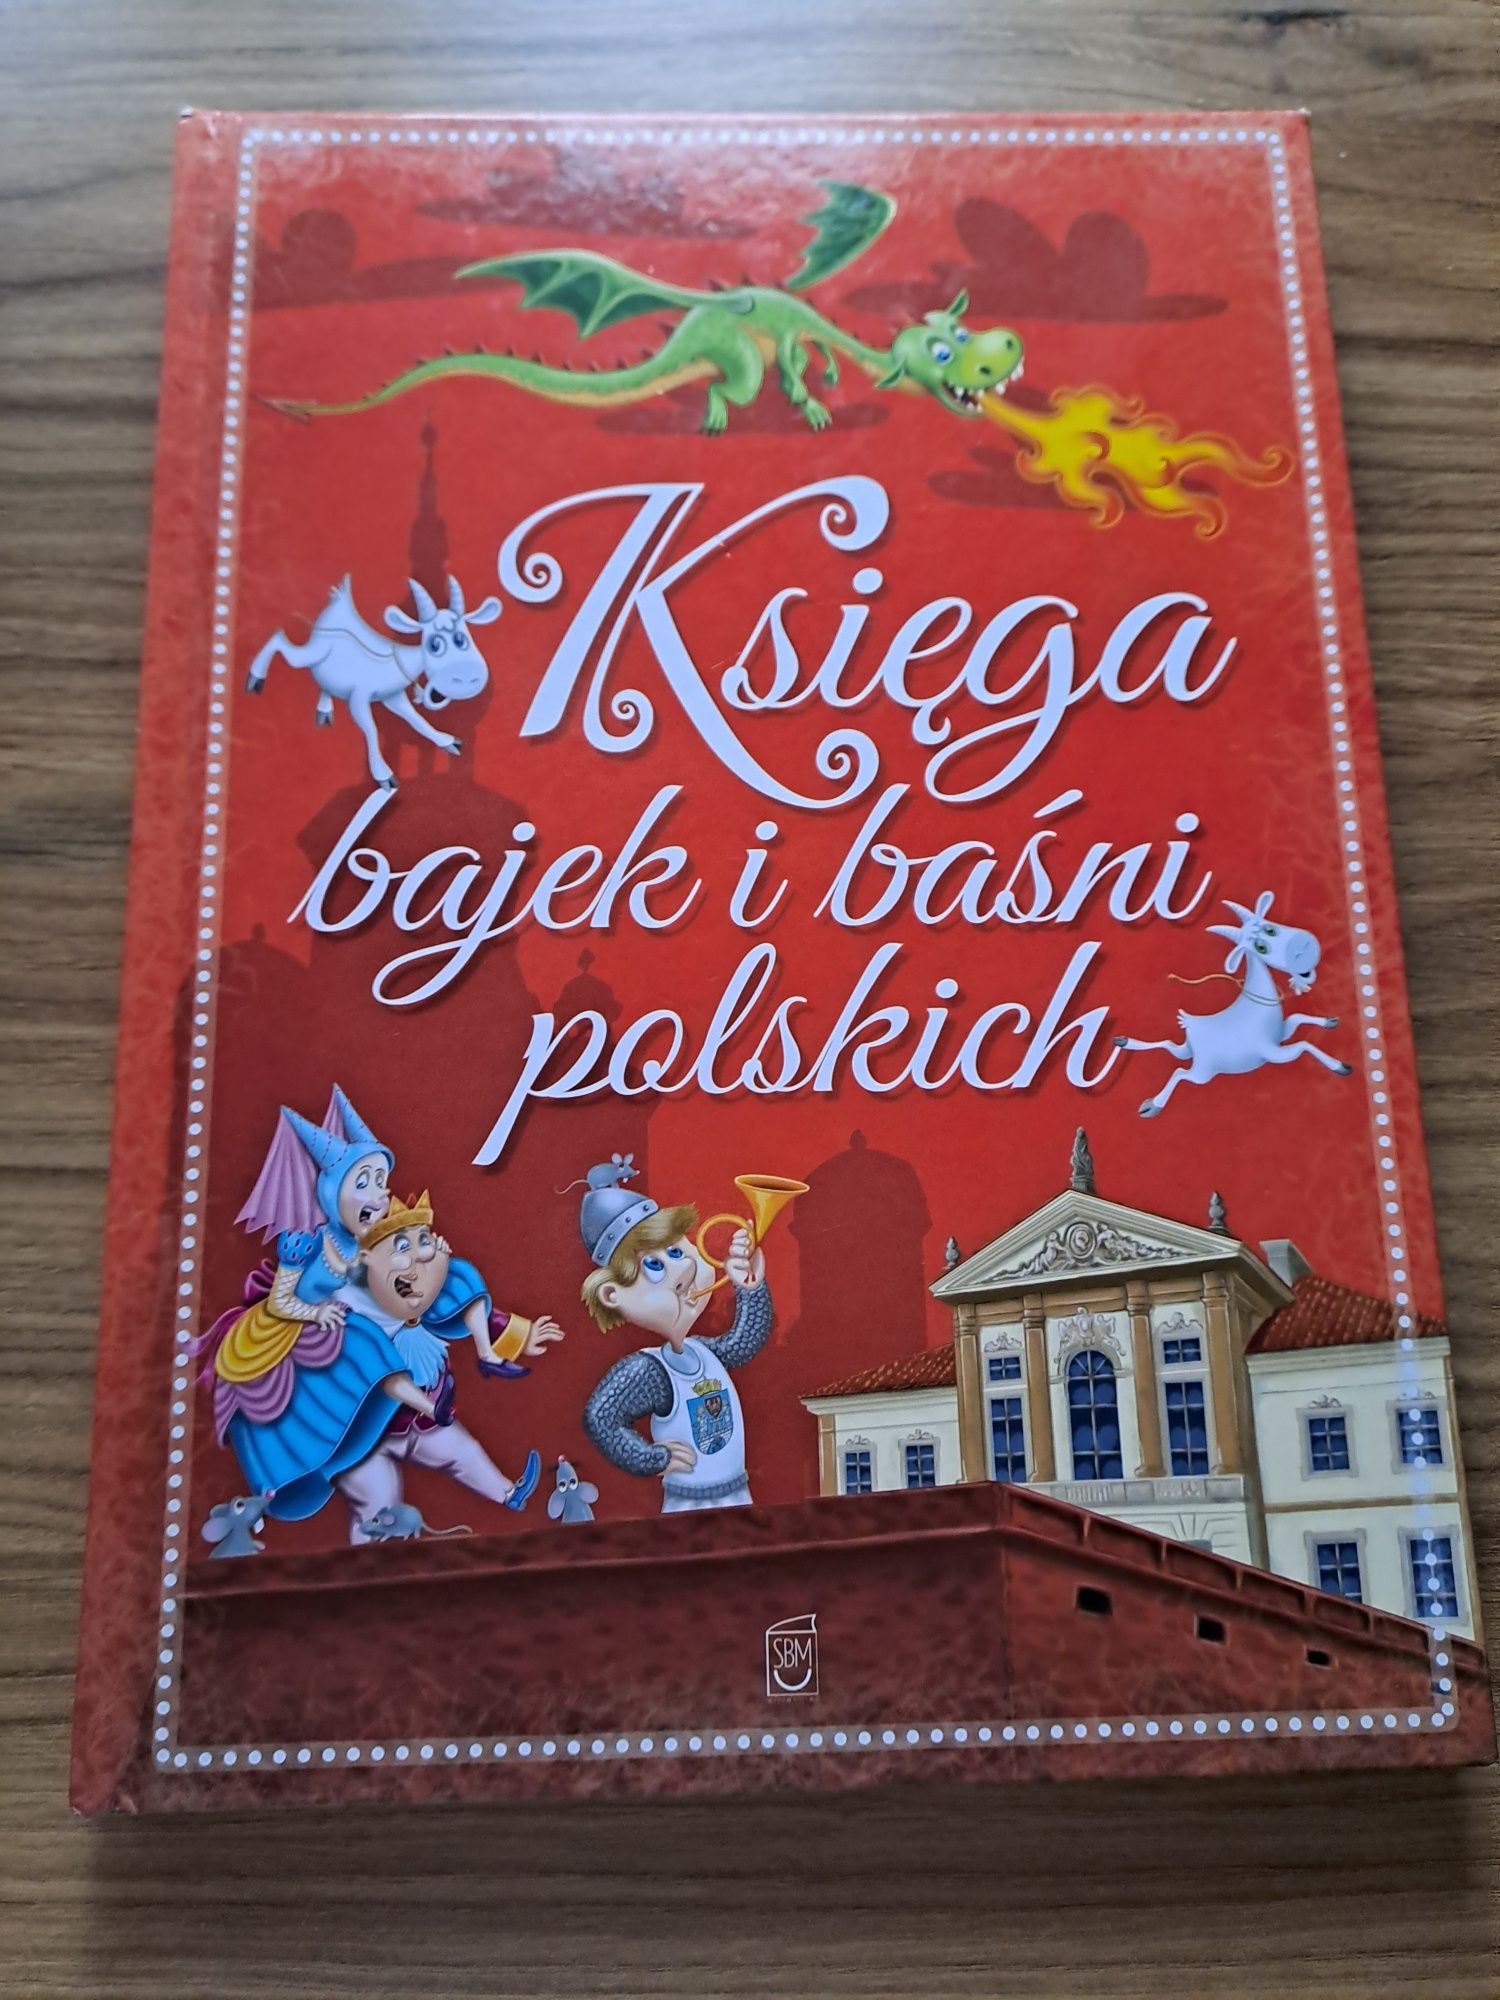 Księga
bajek i baśni
polskich
SBM